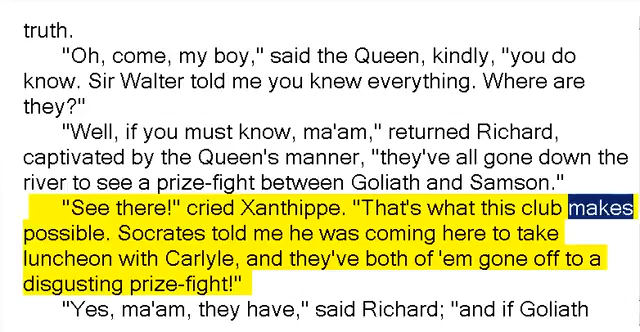 truth.
"Oh, come, my boy," said the Queen, kindly, "you do
know. Sir Walter told me you knew everything. Where are
they?"
"Well, if you must know, ma'am," returned Richard,
captivated by the Queen's manner, "they've all gone down the
river to see a prize-fight between Goliath and Samson."
"See there!" cried Xanthippe. "That's what this club makes
possible. Socrates told me he was coming here to take
luncheon with Carlyle, and they've both of 'em gone off to a
disgusting prize-fight!"
"Yes, ma'am, they have," said Richard; "and if Goliath